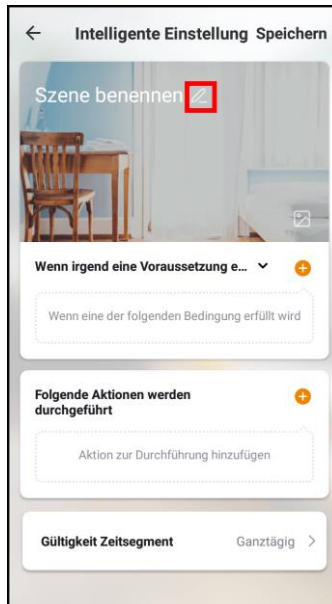 Intelligente Einstellung Speichern
Szene benennen
Wenn irgend eine Voraussetzung e...
Wenn eine der folgenden Bedingung erfüllt wird
Folgende Aktionen werden
durchgeführt
Aktion zur Durchführung hinzufügen
Gültigkeit Zeitsegment Ganztägig